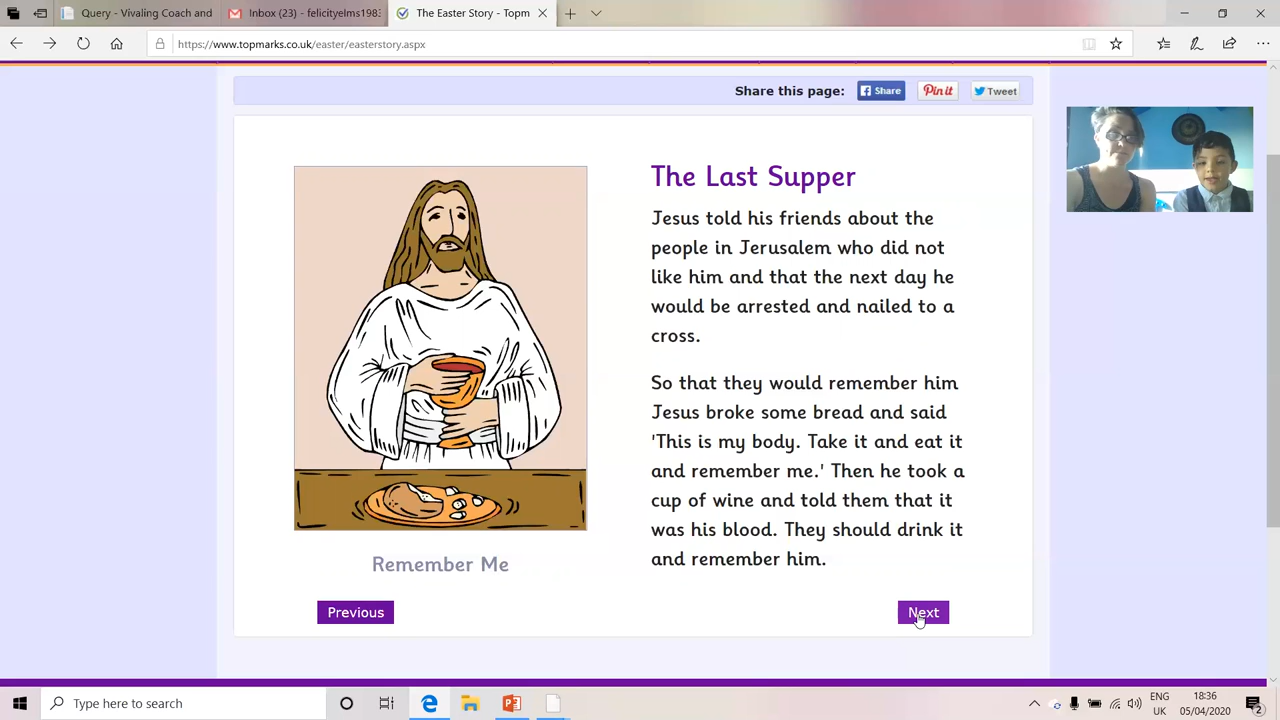 Query - Vivaling Coach and
Inbox (23) - felicityelms198
The Easter Story - Topm
https://www.topmarks.co.uk/easter/easterstory.aspx
Share this page:
Share
Pin it
Tweet
The Last Supper
Jesus told his friends about the
people in Jerusalem who did not
like him and that the next day he
would be arrested and nailed to a
cross.
So that they would remember him
Jesus broke some bread and said
'This is my body. Take it and eat it
and remember me.' Then he took a
cup of wine and told them that it
was his blood. They should drink it
and remember him.
Remember Me
Previous
Next
Type here to search
ENG
UK
18:36
05/04/2020
2